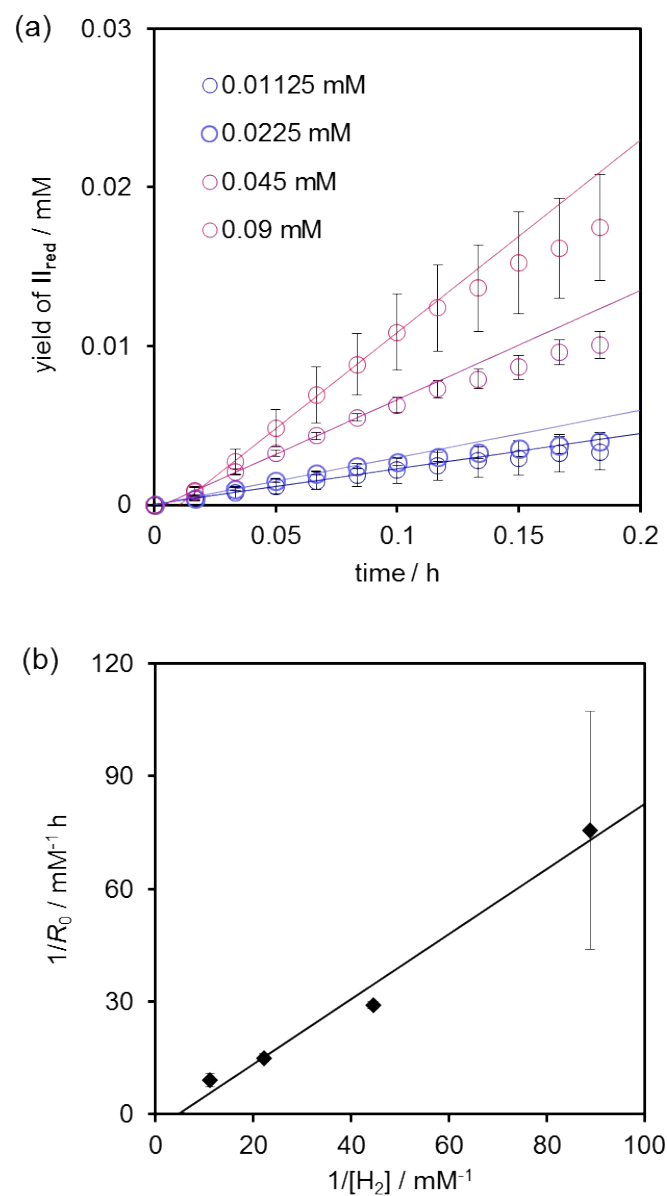 (a)
0.03
0.02
0.01
0
yield of II_red / mM
0.01125 mM
0.0225 mM
0.045 mM
0.09 mM
0 0.05 0.1 0.15 0.2
time / h
(b)
120
90
60
30
0
1/R₀ / mM⁻¹ h
0 20 40 60 80 100
1/[H₂] / mM⁻¹